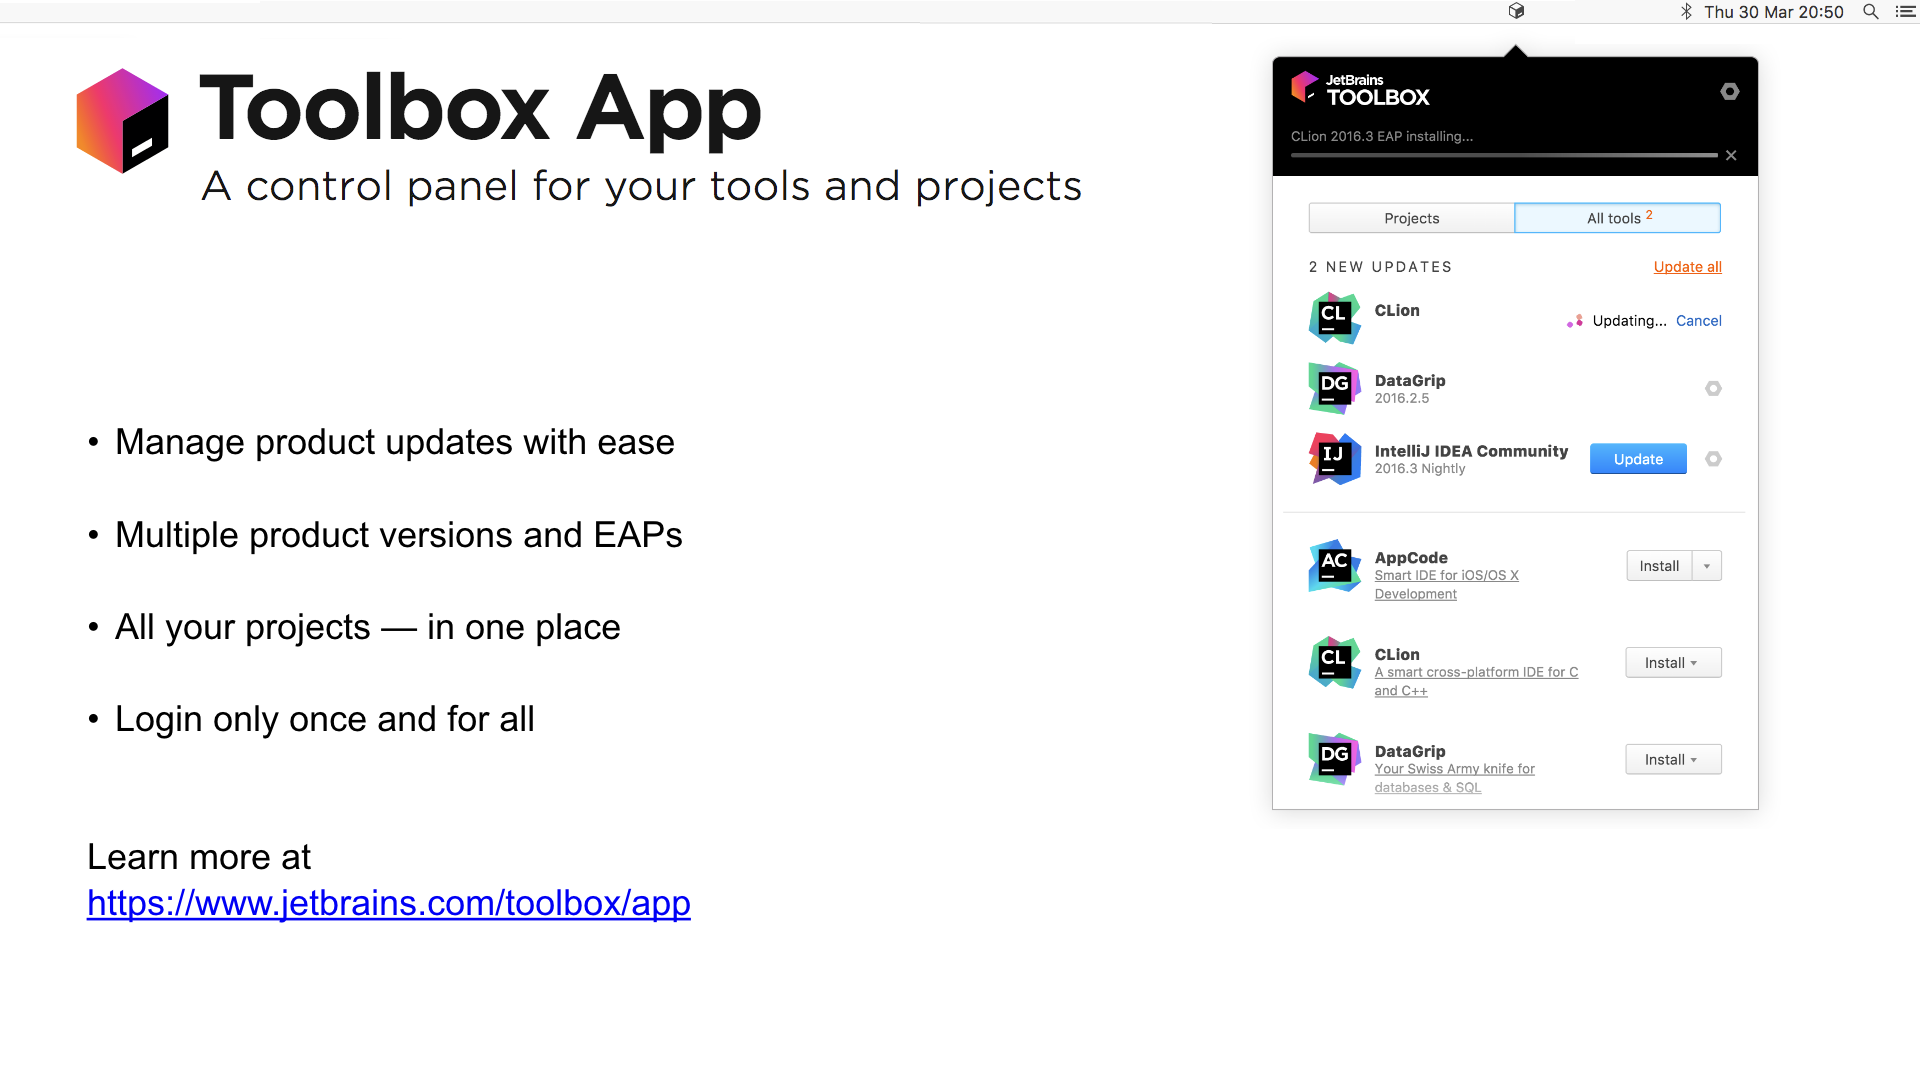 Thu 30 Mar 20:50
Toolbox App
A control panel for your tools and projects
• Manage product updates with ease
• Multiple product versions and EAPs
• All your projects — in one place
• Login only once and for all
Learn more at
https://www.jetbrains.com/toolbox/app
JetBrains
TOOLBOX
CLion 2016.3 EAP installing...
Projects
All tools 2
2 NEW UPDATES
Update all
CL
CLion
Updating... Cancel
DG
DataGrip
2016.2.5
IJ
IntelliJ IDEA Community
2016.3 Nightly
Update
AC
AppCode
Smart IDE for iOS/OS X
Development
Install
CL
CLion
A smart cross-platform IDE for C
and C++
Install
DG
DataGrip
Your Swiss Army knife for
databases & SQL
Install